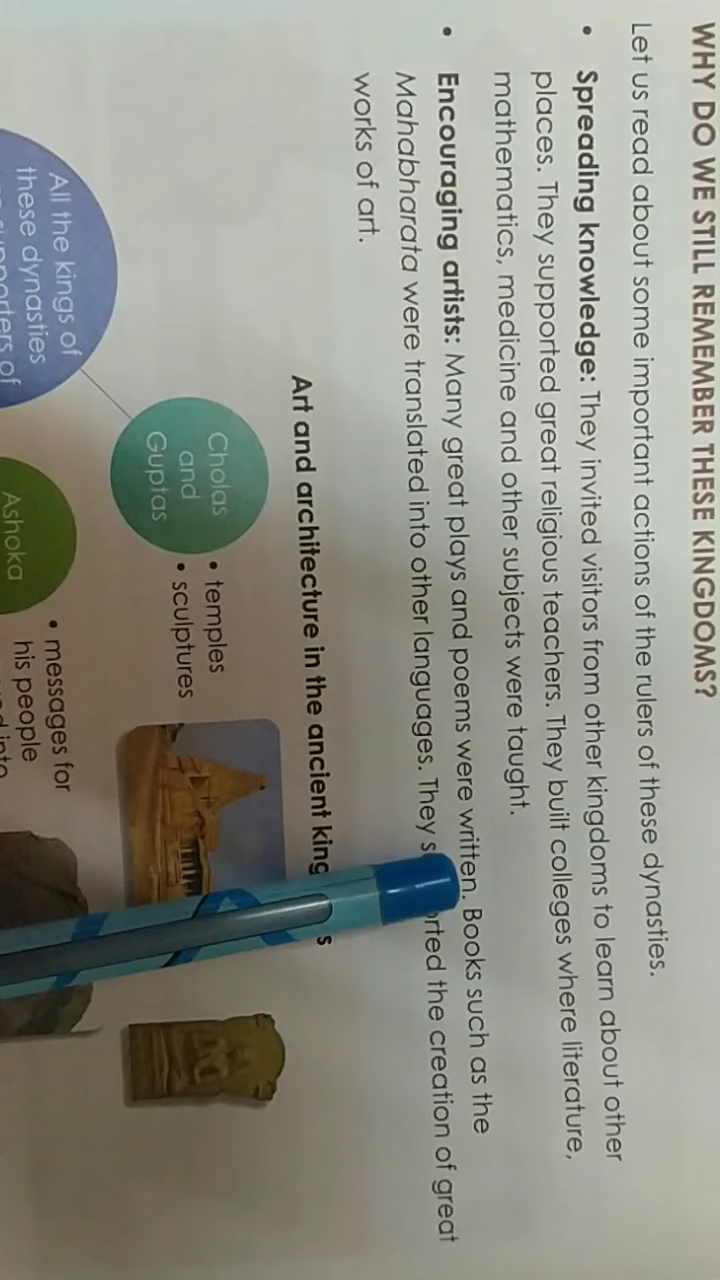 WHY DO WE STILL REMEMBER THESE KINGDOMS?
Let us read about some important actions of the rulers of these dynasties.
• Spreading knowledge: They invited visitors from other kingdoms to learn about other
places. They supported great religious teachers. They built colleges where literature,
mathematics, medicine and other subjects were taught.
• Encouraging artists: Many great plays and poems were written. Books such as the
Mahabharata were translated into other languages. They the creation of great
works of art.
Art and architecture in the ancient
Cholas
and
Guptas
• temples
• sculptures
All the kings of
these dynasties
supporters of
Ashoka
• messages for
his people